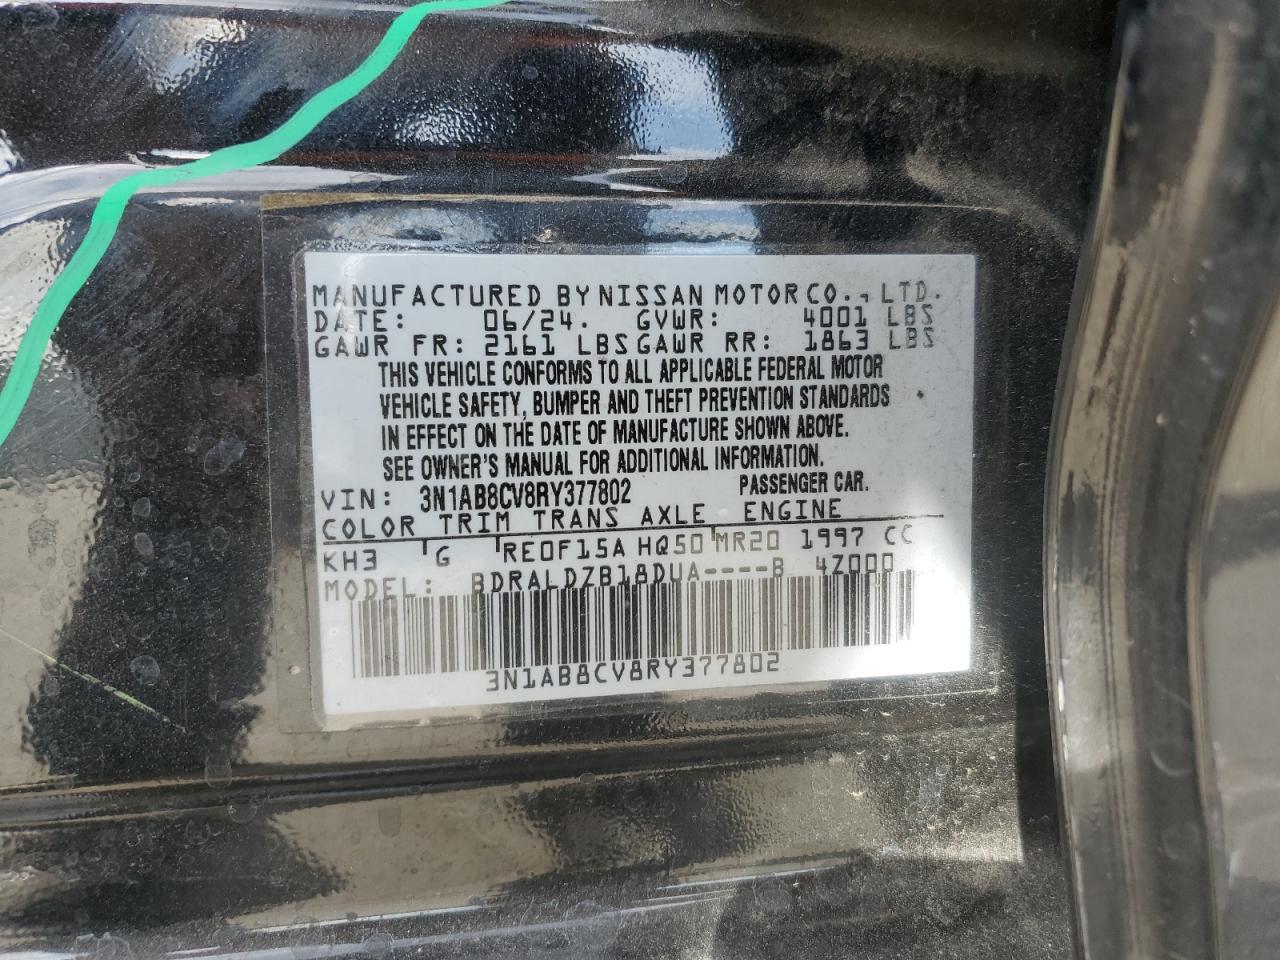 MANUFACTURED BY NISSAN MOTOR CO., LTD.
DATE: 06/24. GVWR: 4001 LBS
GAWR FR: 2161 LBS GAWR RR: 1863 LBS
THIS VEHICLE CONFORMS TO ALL APPLICABLE FEDERAL MOTOR
VEHICLE SAFETY, BUMPER AND THEFT PREVENTION STANDARDS
IN EFFECT ON THE DATE OF MANUFACTURE SHOWN ABOVE.
SEE OWNER'S MANUAL FOR ADDITIONAL INFORMATION.
VIN: 3N1AB8CV8RY377802 PASSENGER CAR.
COLOR TRIM TRANS AXLE ENGINE
KH3 G RE0F15A HQ50 MR20 1997 CC
MODEL: BDRALDZB18DUA----B 4Z000
3N1AB8CV8RY377802